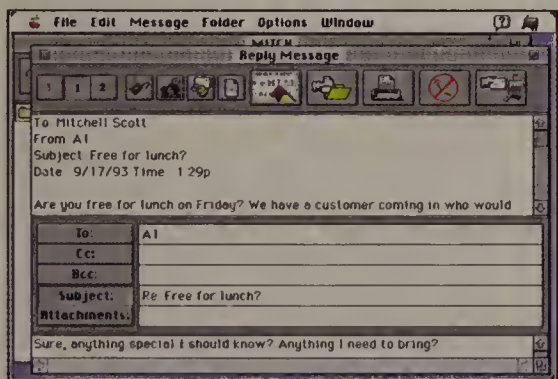 File Edit Message Folder Options Window
MITCH
Reply Message
1 1 2
To Mitchell Scott
From Al
Subject Free for lunch?
Date 9/17/93 Time 1 29p
Are you free for lunch on Friday? We have a customer coming in who would
To: Al
Cc:
Bcc:
Subject: Re Free for lunch?
Attachments:
Sure, anything special I should know? Anything I need to bring?